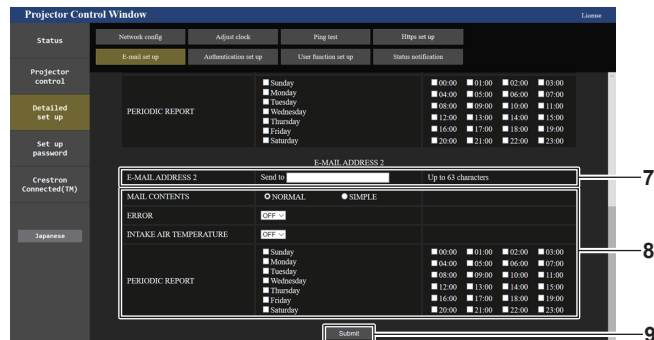 Projector Control Window
License
Status
Network config
Adjust clock
Ping test
Https set up
E-mail set up
Authentication set up
User function set up
Status notification
Projector control
Detailed set up
Set up password
Crestron Connected(TM)
Japanese
PERIODIC REPORT
Sunday
Monday
Tuesday
Wednesday
Thursday
Friday
Saturday
00:00 01:00 02:00 03:00
04:00 05:00 06:00 07:00
08:00 09:00 10:00 11:00
12:00 13:00 14:00 15:00
16:00 17:00 18:00 19:00
20:00 21:00 22:00 23:00
E-MAIL ADDRESS 2
E-MAIL ADDRESS 2 Send to Up to 63 characters
7
MAIL CONTENTS NORMAL SIMPLE
ERROR OFF
INTAKE AIR TEMPERATURE OFF
8
PERIODIC REPORT
Sunday
Monday
Tuesday
Wednesday
Thursday
Friday
Saturday
00:00 01:00 02:00 03:00
04:00 05:00 06:00 07:00
08:00 09:00 10:00 11:00
12:00 13:00 14:00 15:00
16:00 17:00 18:00 19:00
20:00 21:00 22:00 23:00
Submit
9